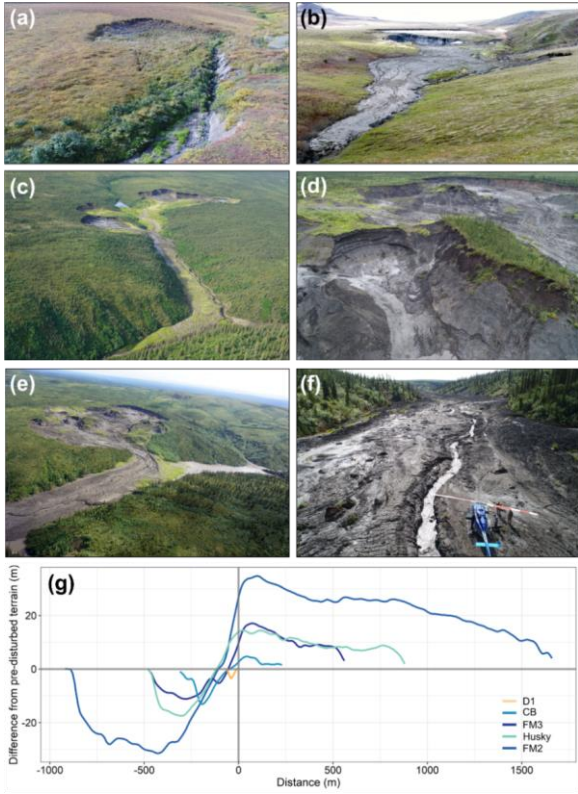 (a)
(b)
(c)
(d)
(e)
(f)
(g)
Difference from pre-disturbed terrain (m)
20
0
-20
D1
CB
FM3
Husky
FM2
-1000
-500
0
500
1000
1500
Distance (m)